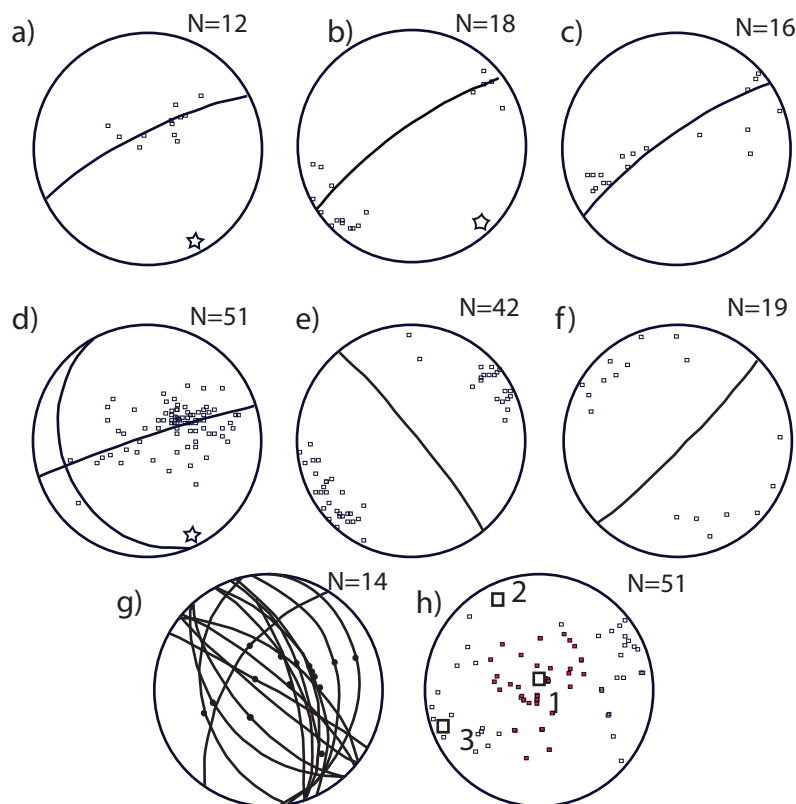 a) N=12
b) N=18
c) N=16
d) N=51
e) N=42
f) N=19
g) N=14
h) N=51
2
1
3